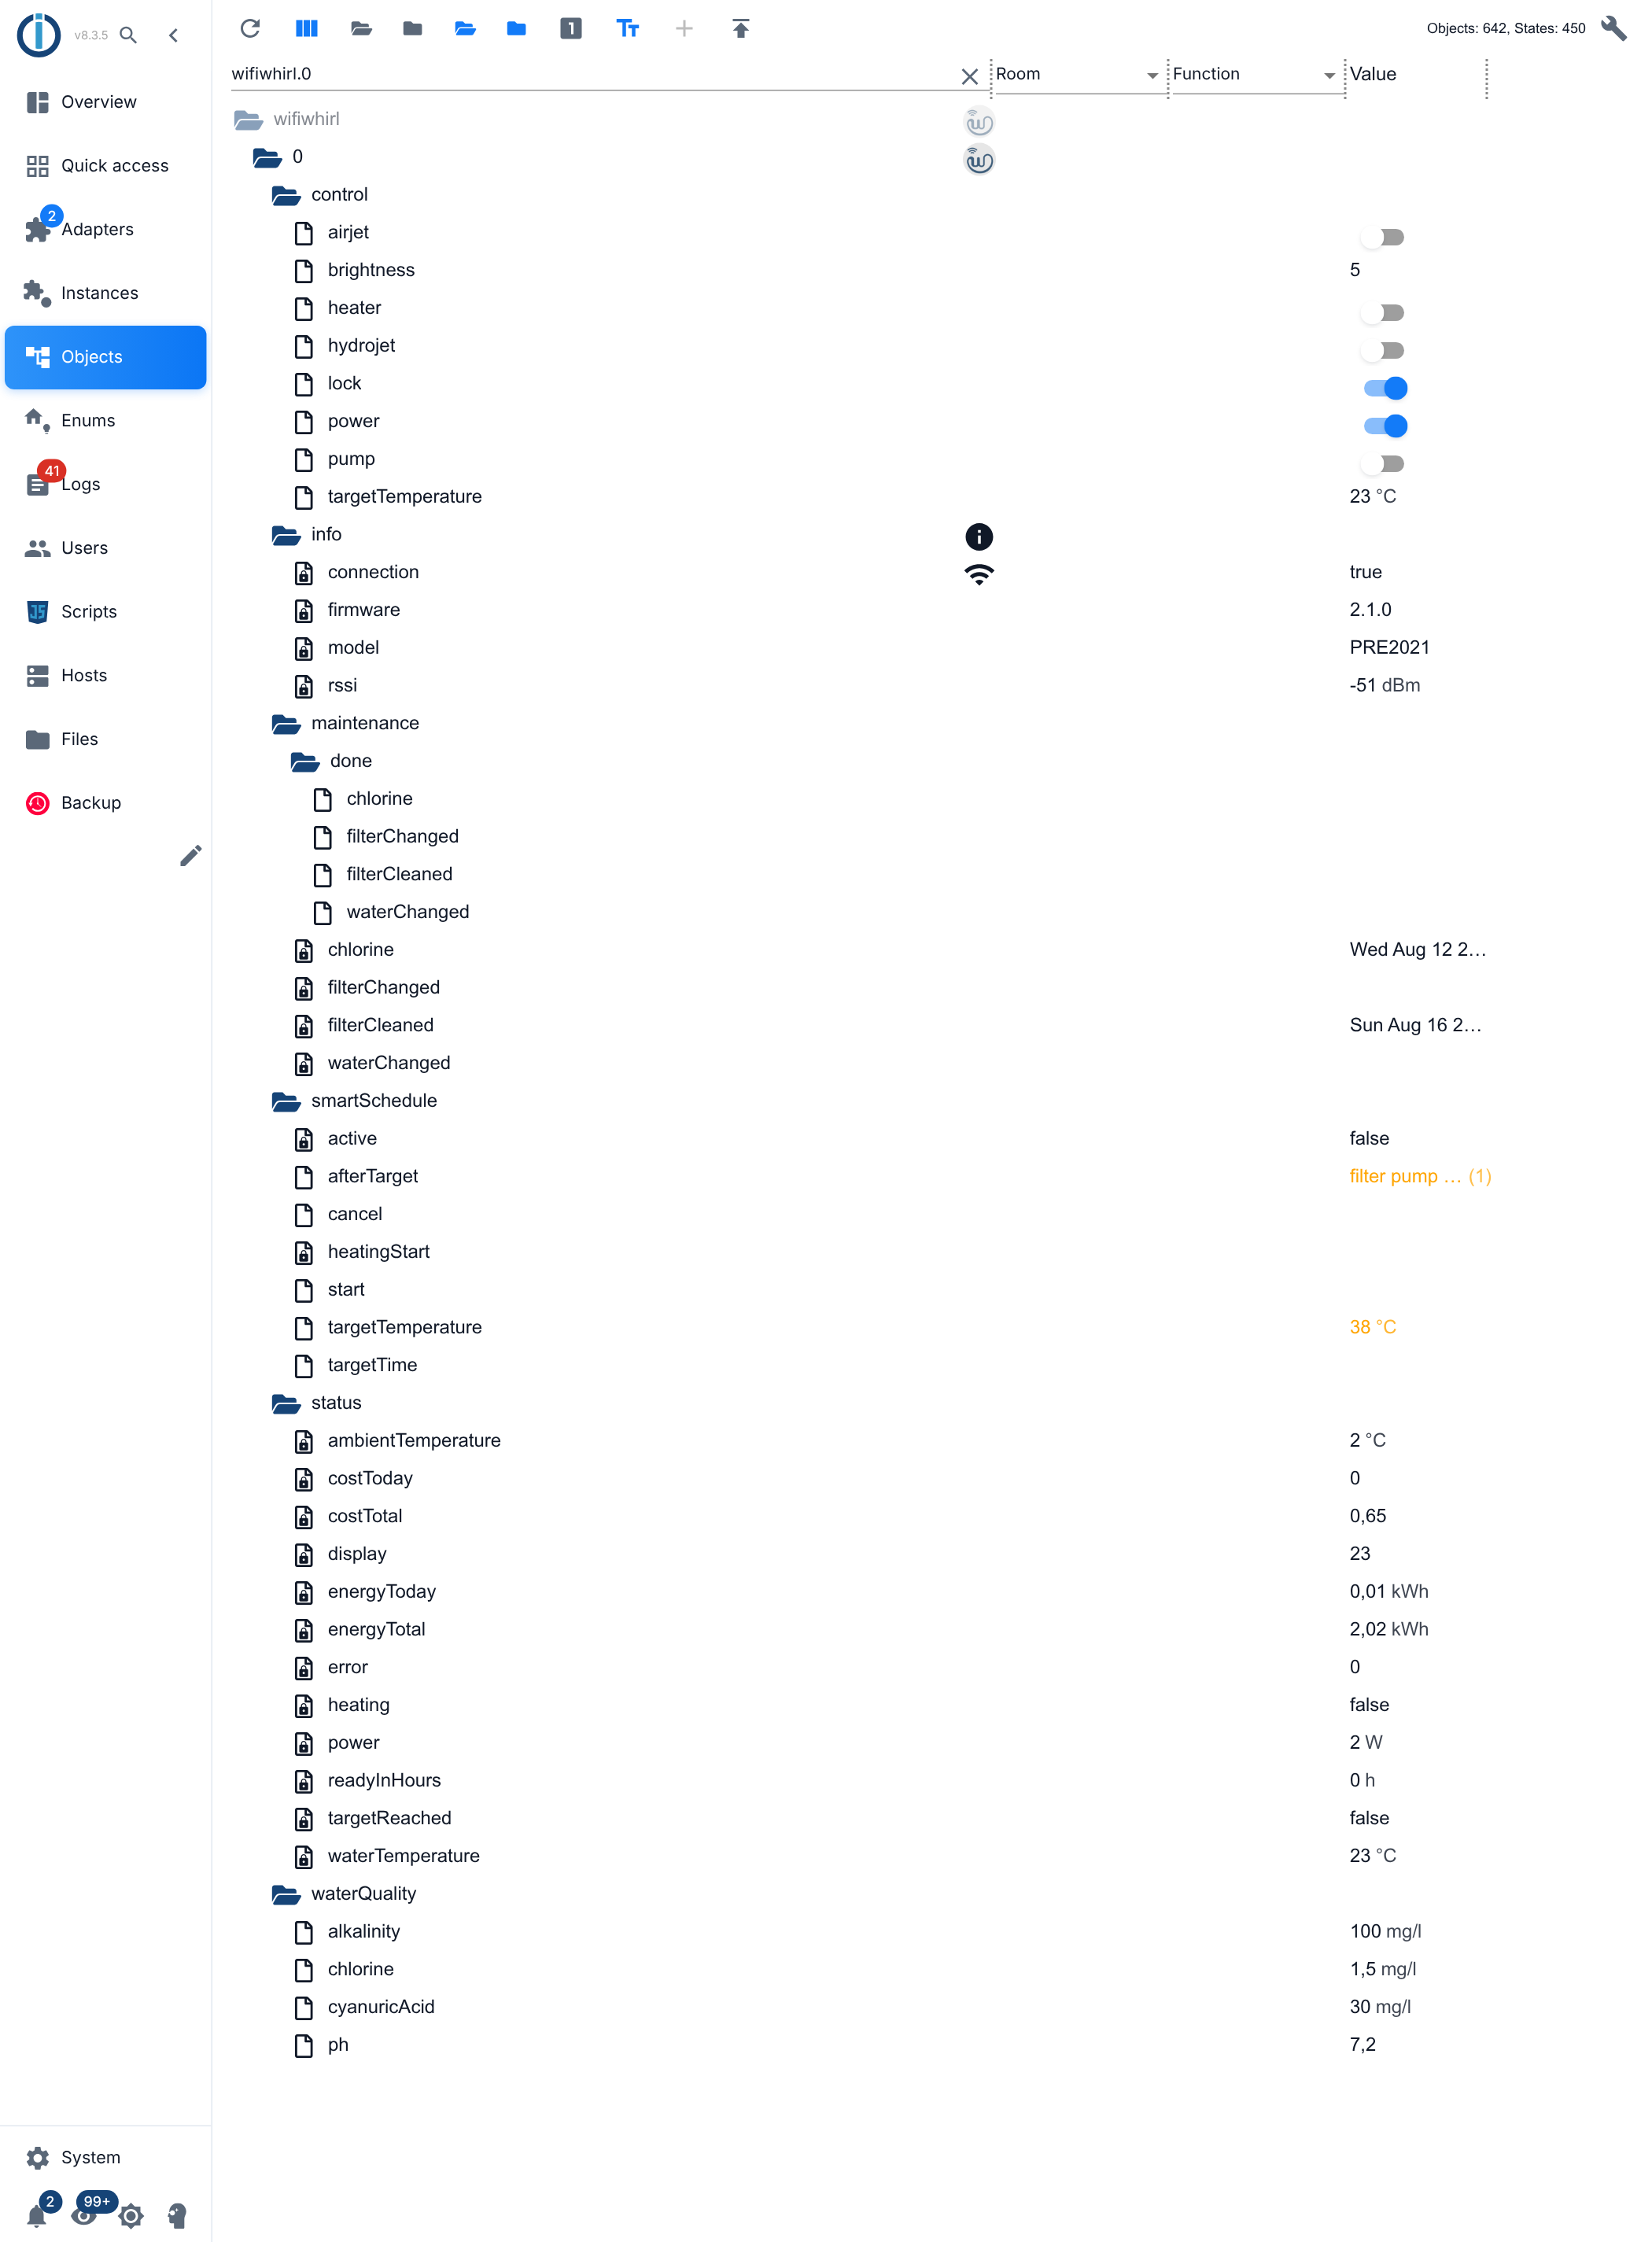 v8.3.5
Objects: 642, States: 450
wifiwhirl.0 Room Function Value
Overview
Quick access
2
Adapters
Instances
Objects
Enums
41
Logs
Users
Scripts
Hosts
Files
Backup
wifiwhirl
0
control
airjet
brightness 5
heater
hydrojet
lock
power
pump
targetTemperature 23 °C
info
connection true
firmware 2.1.0
model PRE2021
rssi -51 dBm
maintenance
done
chlorine
filterChanged
filterCleaned
waterChanged
chlorine Wed Aug 12 2…
filterChanged
filterCleaned Sun Aug 16 2…
waterChanged
smartSchedule
active false
afterTarget filter pump … (1)
cancel
heatingStart
start
targetTemperature 38 °C
targetTime
status
ambientTemperature 2 °C
costToday 0
costTotal 0,65
display 23
energyToday 0,01 kWh
energyTotal 2,02 kWh
error 0
heating false
power 2 W
readyInHours 0 h
targetReached false
waterTemperature 23 °C
waterQuality
alkalinity 100 mg/l
chlorine 1,5 mg/l
cyanuricAcid 30 mg/l
ph 7,2
System
2 99+